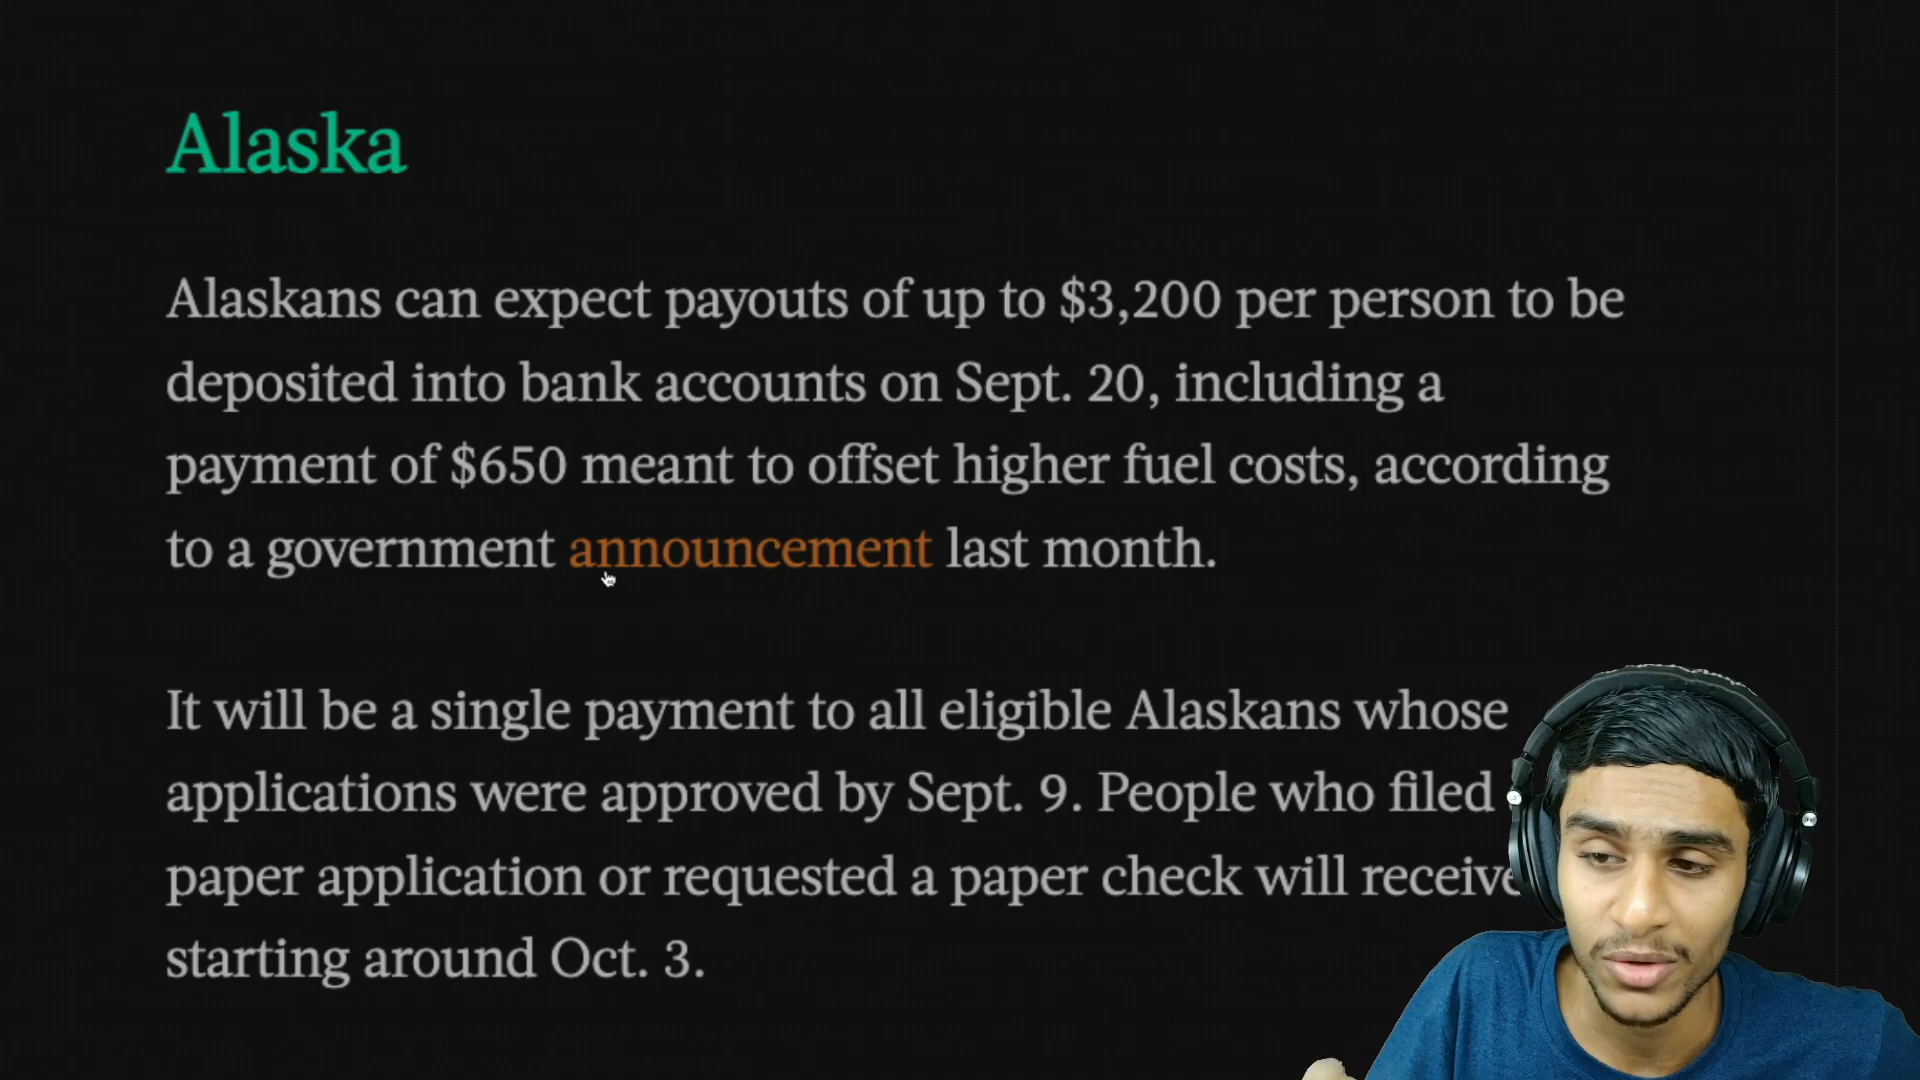 Alaska
Alaskans can expect payouts of up to $3,200 per person to be
deposited into bank accounts on Sept. 20, including a
payment of $650 meant to offset higher fuel costs, according
to a government announcement last month.
It will be a single payment to all eligible Alaskans whose
applications were approved by Sept. 9. People who filed
paper application or requested a paper check will receive
starting around Oct. 3.